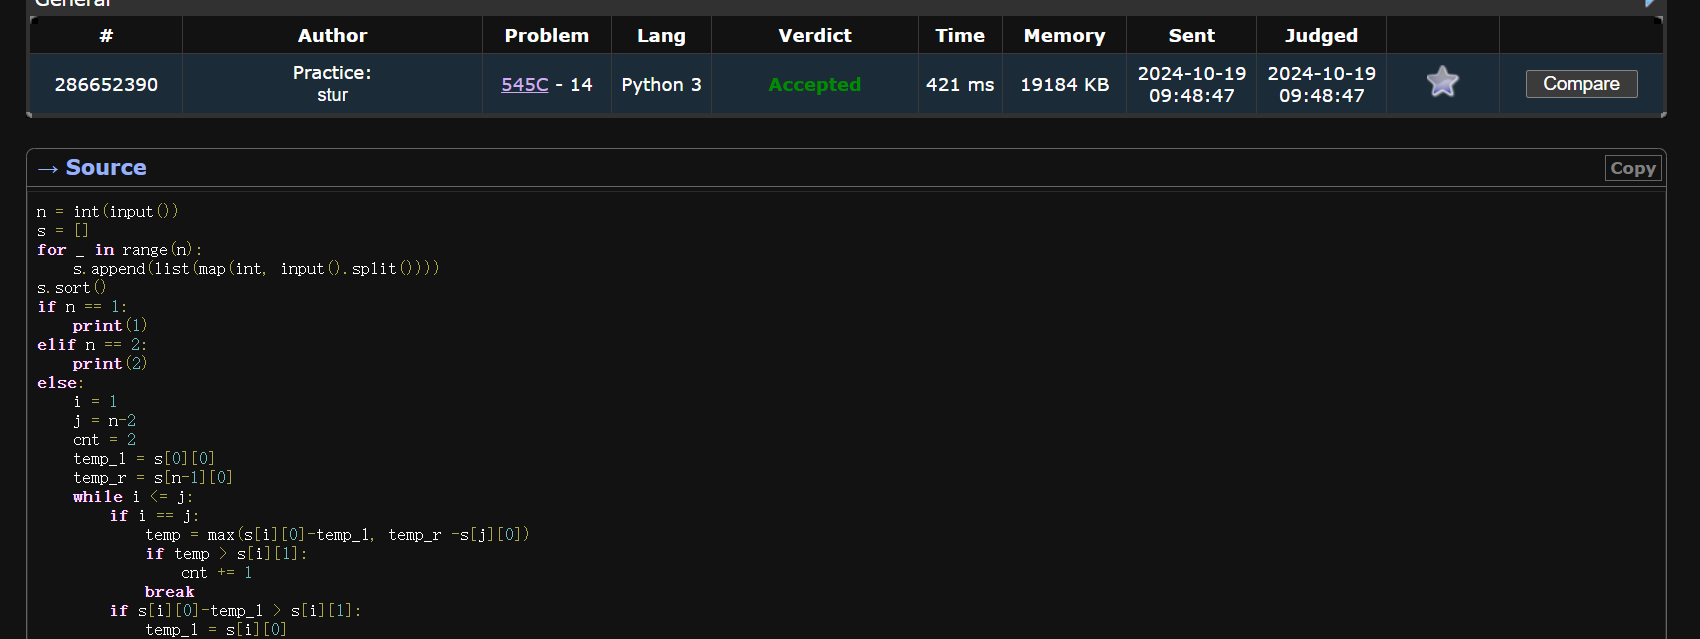 General
# Author Problem Lang Verdict Time Memory Sent Judged
286652390 Practice: stur 545C - 14 Python 3 Accepted 421 ms 19184 KB 2024-10-19 09:48:47 2024-10-19 09:48:47 Compare
→ Source Copy
n = int(input())
s = []
for _ in range(n):
    s.append(list(map(int, input().split())))
s.sort()
if n == 1:
    print(1)
elif n == 2:
    print(2)
else:
    i = 1
    j = n-2
    cnt = 2
    temp_l = s[0][0]
    temp_r = s[n-1][0]
    while i <= j:
        if i == j:
            temp = max(s[i][0]-temp_l, temp_r -s[j][0])
            if temp > s[i][1]:
                cnt += 1
            break
        if s[i][0]-temp_l > s[i][1]:
            temp_l = s[i][0]